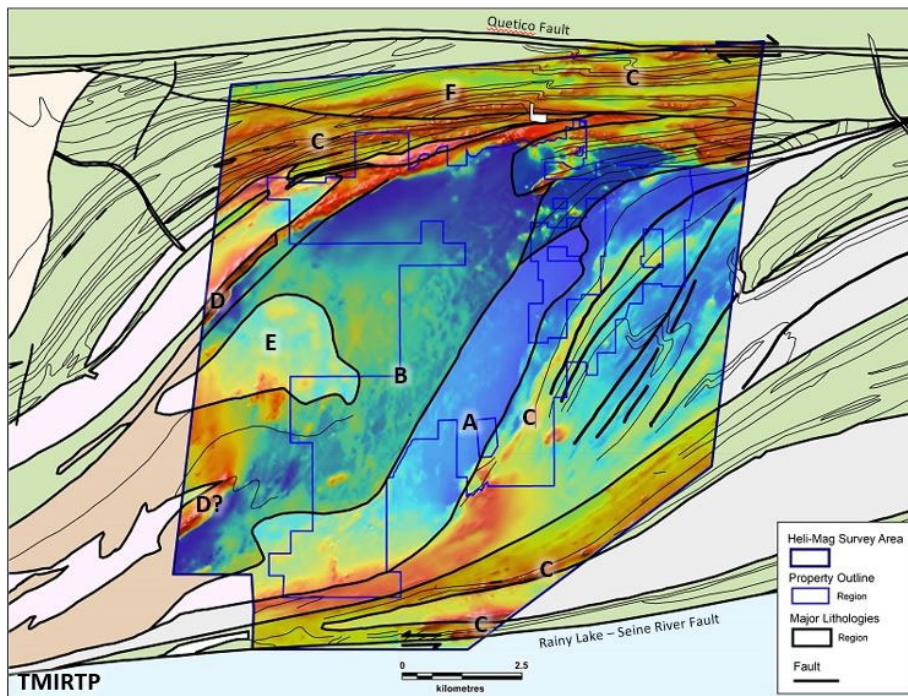 Quetico Fault
C
F
C
D
E
B
C
A
D?
C
C
Heli-Mag Survey Area
Property Outline
Region
Major Lithologies
Region
Fault
Rainy Lake – Seine River Fault
0 2.5
kilometres
TMIRTP